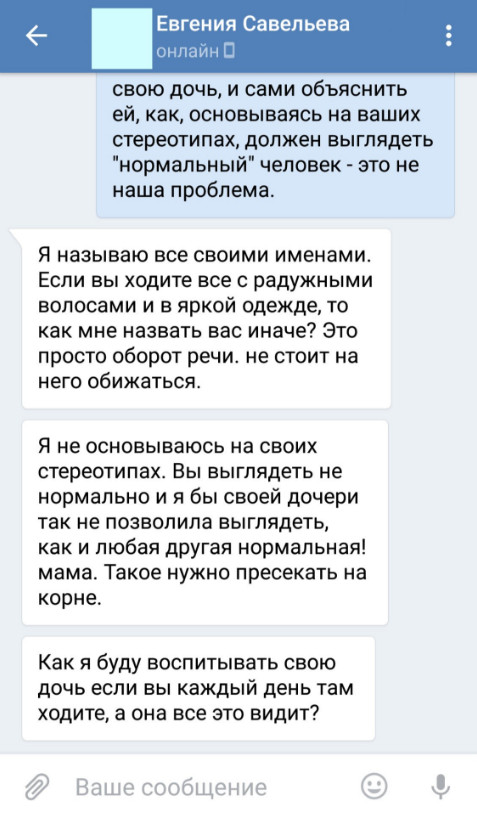 Евгения Савельева
онлайн
свою дочь, и сами объяснить
ей, как, основываясь на ваших
стереотипах, должен выглядеть
"нормальный" человек - это не
наша проблема.
Я называю все своими именами.
Если вы ходите все с радужными
волосами и в яркой одежде, то
как мне назвать вас иначе? Это
просто оборот речи. не стоит на
него обижаться.
Я не основываюсь на своих
стереотипах. Вы выглядеть не
нормально и я бы своей дочери
так не позволила выглядеть,
как и любая другая нормальная!
мама. Такое нужно пресекать на
корне.
Как я буду воспитывать свою
дочь если вы каждый день там
ходите, а она все это видит?
Ваше сообщение